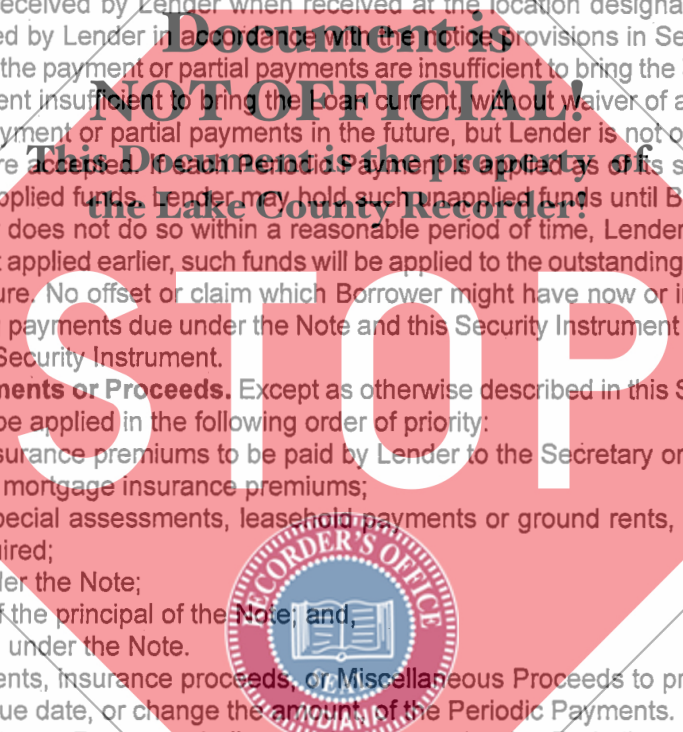 eceived by Lender when received at the location designa
ed by Lender in accordance with the notice provisions in Se
Document is
the payment or partial payments are insufficient to bring the
ent insufficient to bring the Loan current, without waiver of a
NOT OFFICIAL!
yment or partial payments in the future, but Lender is not o
re accepted. If each Periodic Payment is applied as of its s
This Document is the property of
pplied funds. Lender may hold such unapplied funds until B
the Lake County Recorder!
does not do so within a reasonable period of time, Lender
t applied earlier, such funds will be applied to the outstanding
ure. No offset or claim which Borrower might have now or i
payments due under the Note and this Security Instrument
Security Instrument.
STOP
ments or Proceeds. Except as otherwise described in this S
be applied in the following order of priority:
surance premiums to be paid by Lender to the Secretary or
mortgage insurance premiums;
pecial assessments, leasehold payments or ground rents,
uired;
der the Note;
f the principal of the Note; and,
under the Note.
RECORDER'S OFFICE
SEAL
INDIANA
ents, insurance proceeds, or Miscellaneous Proceeds to pr
ue date, or change the amount, of the Periodic Payments.